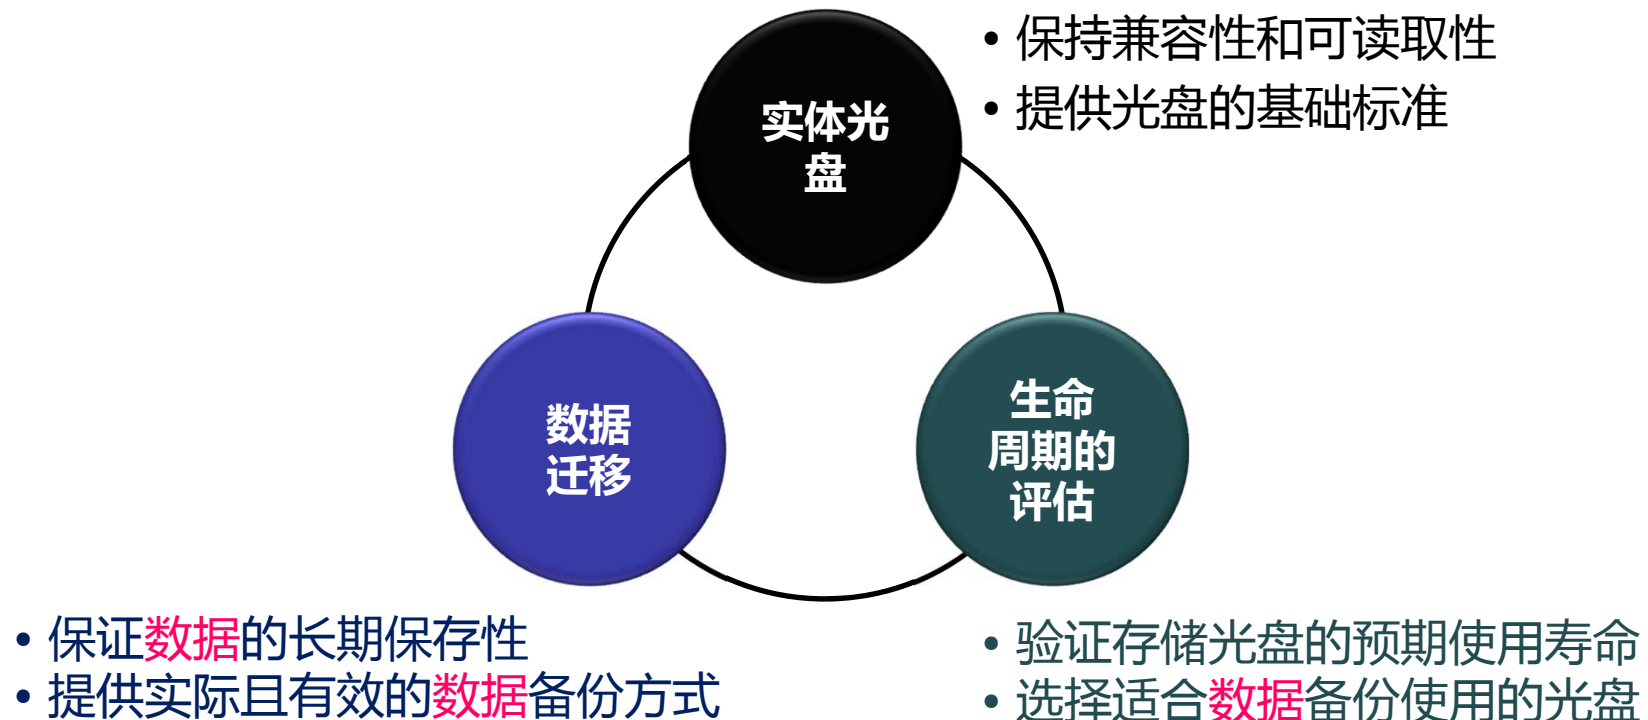 • 保持兼容性和可读取性
• 提供光盘的基础标准
实体光
盘
数据
迁移
生命
周期的
评估
• 保证数据的长期保存性
• 提供实际且有效的数据备份方式
• 验证存储光盘的预期使用寿命
• 选择适合数据备份使用的光盘